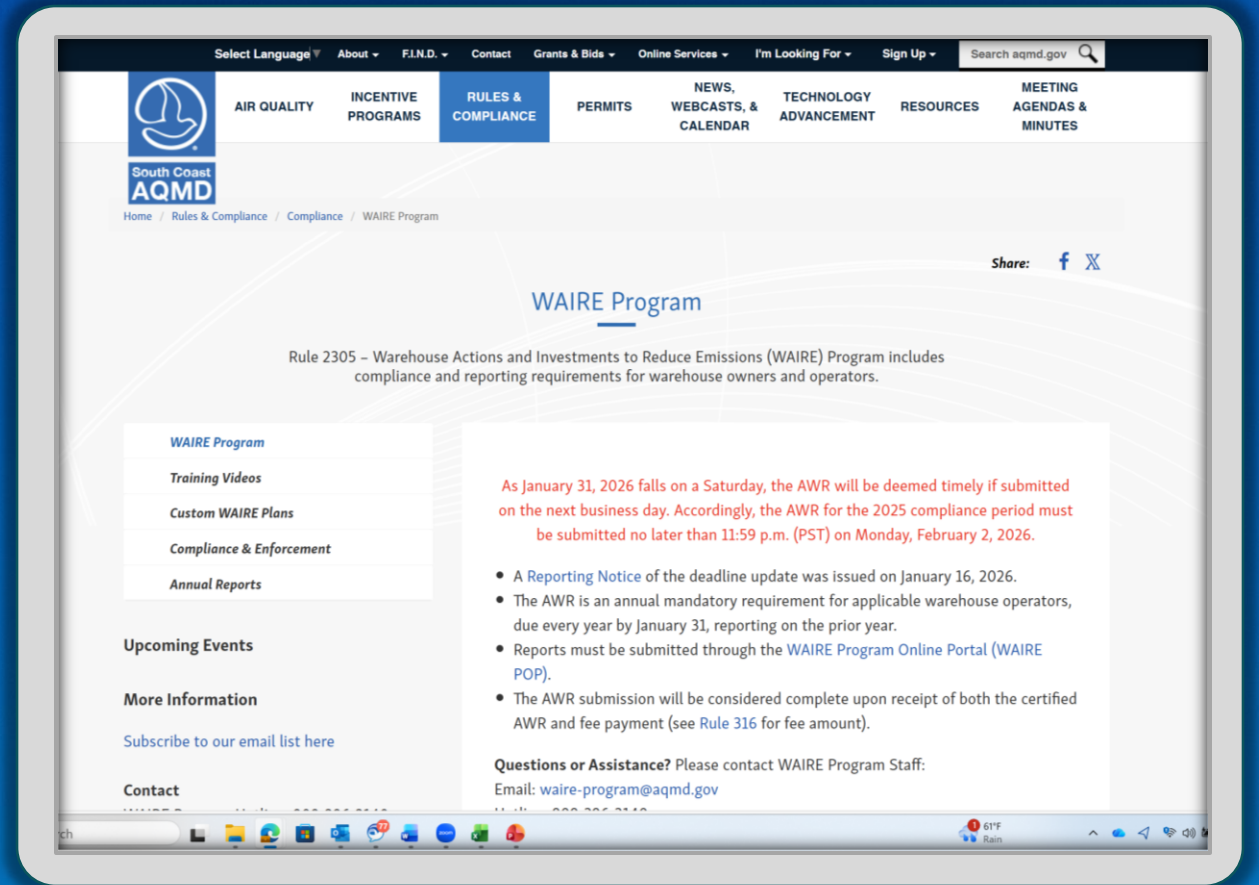 Select Language About F.I.N.D. Contact Grants & Bids Online Services I'm Looking For Sign Up Search aqmd.gov
AIR QUALITY
INCENTIVE
PROGRAMS
RULES &
COMPLIANCE
PERMITS
NEWS,
WEBCASTS, &
CALENDAR
TECHNOLOGY
ADVANCEMENT
RESOURCES
MEETING
AGENDAS &
MINUTES
South Coast
AQMD
Home / Rules & Compliance / Compliance / WAIRE Program
Share: f X
WAIRE Program
Rule 2305 – Warehouse Actions and Investments to Reduce Emissions (WAIRE) Program includes
compliance and reporting requirements for warehouse owners and operators.
WAIRE Program
Training Videos
Custom WAIRE Plans
Compliance & Enforcement
Annual Reports
Upcoming Events
More Information
Subscribe to our email list here
Contact
As January 31, 2026 falls on a Saturday, the AWR will be deemed timely if submitted
on the next business day. Accordingly, the AWR for the 2025 compliance period must
be submitted no later than 11:59 p.m. (PST) on Monday, February 2, 2026.
• A Reporting Notice of the deadline update was issued on January 16, 2026.
• The AWR is an annual mandatory requirement for applicable warehouse operators,
due every year by January 31, reporting on the prior year.
• Reports must be submitted through the WAIRE Program Online Portal (WAIRE
POP).
• The AWR submission will be considered complete upon receipt of both the certified
AWR and fee payment (see Rule 316 for fee amount).
Questions or Assistance? Please contact WAIRE Program Staff:
Email: waire-program@aqmd.gov
rch
77
1
61°F
Rain